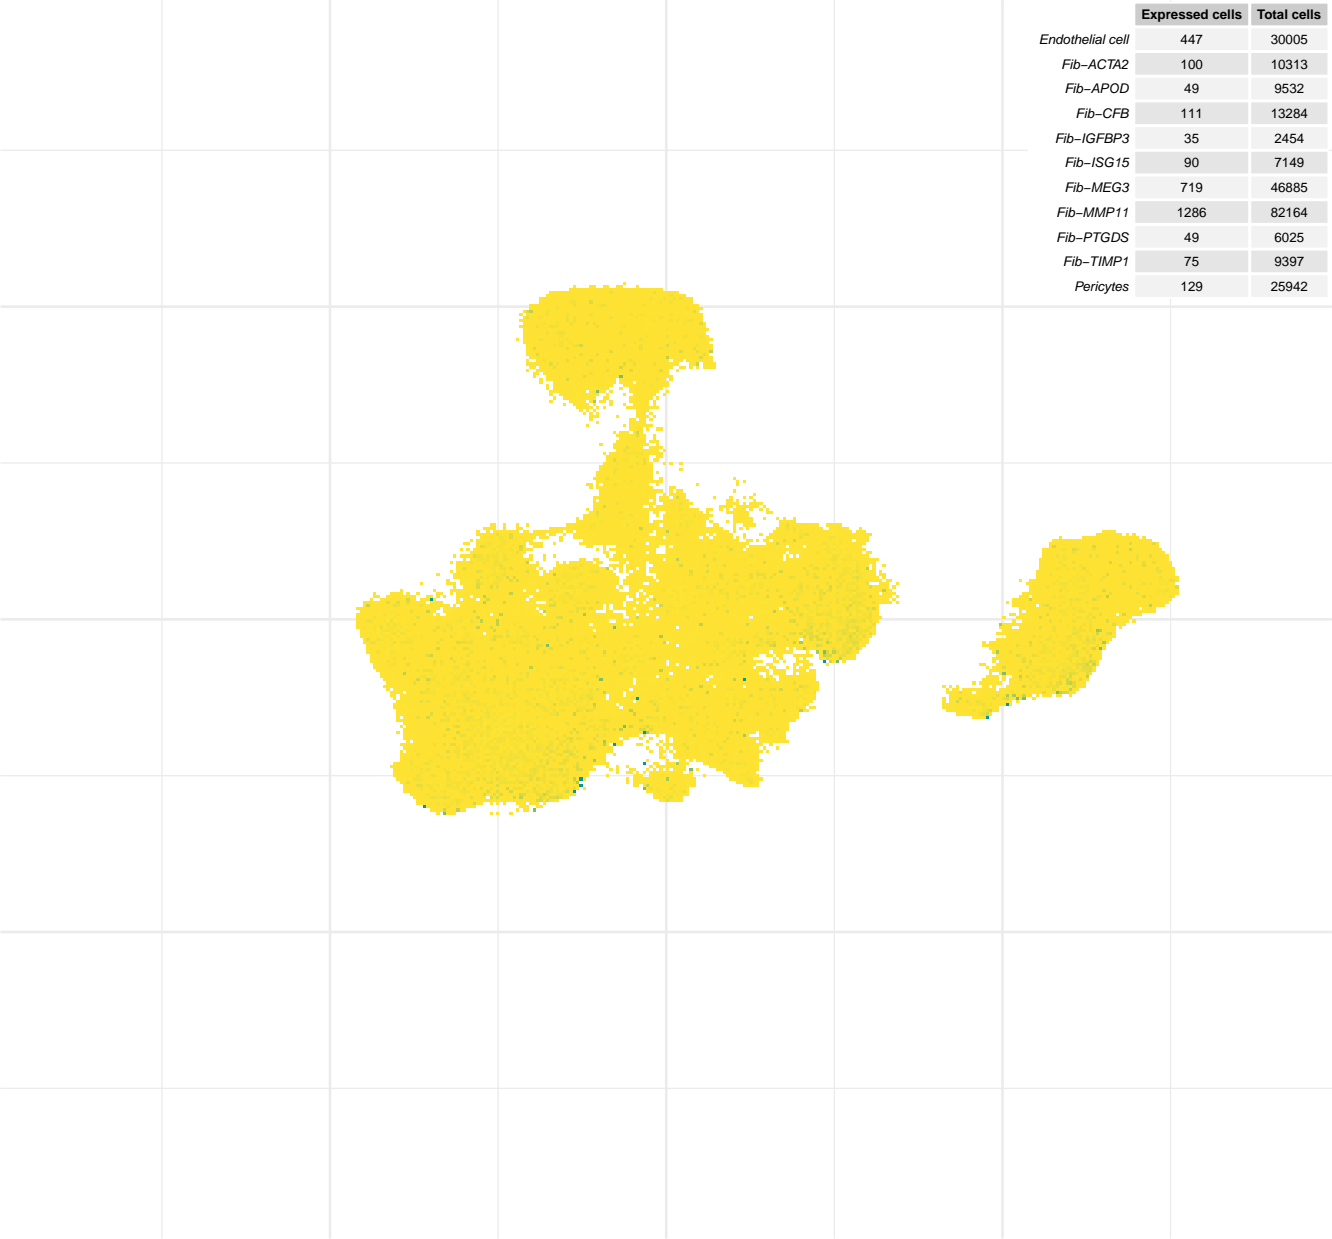 Expressed cells Total cells
Endothelial cell 447 30005
Fib−ACTA2 100 10313
Fib−APOD 49 9532
Fib−CFB 111 13284
Fib−IGFBP3 35 2454
Fib−ISG15 90 7149
Fib−MEG3 719 46885
Fib−MMP11 1286 82164
Fib−PTGDS 49 6025
Fib−TIMP1 75 9397
Pericytes 129 25942